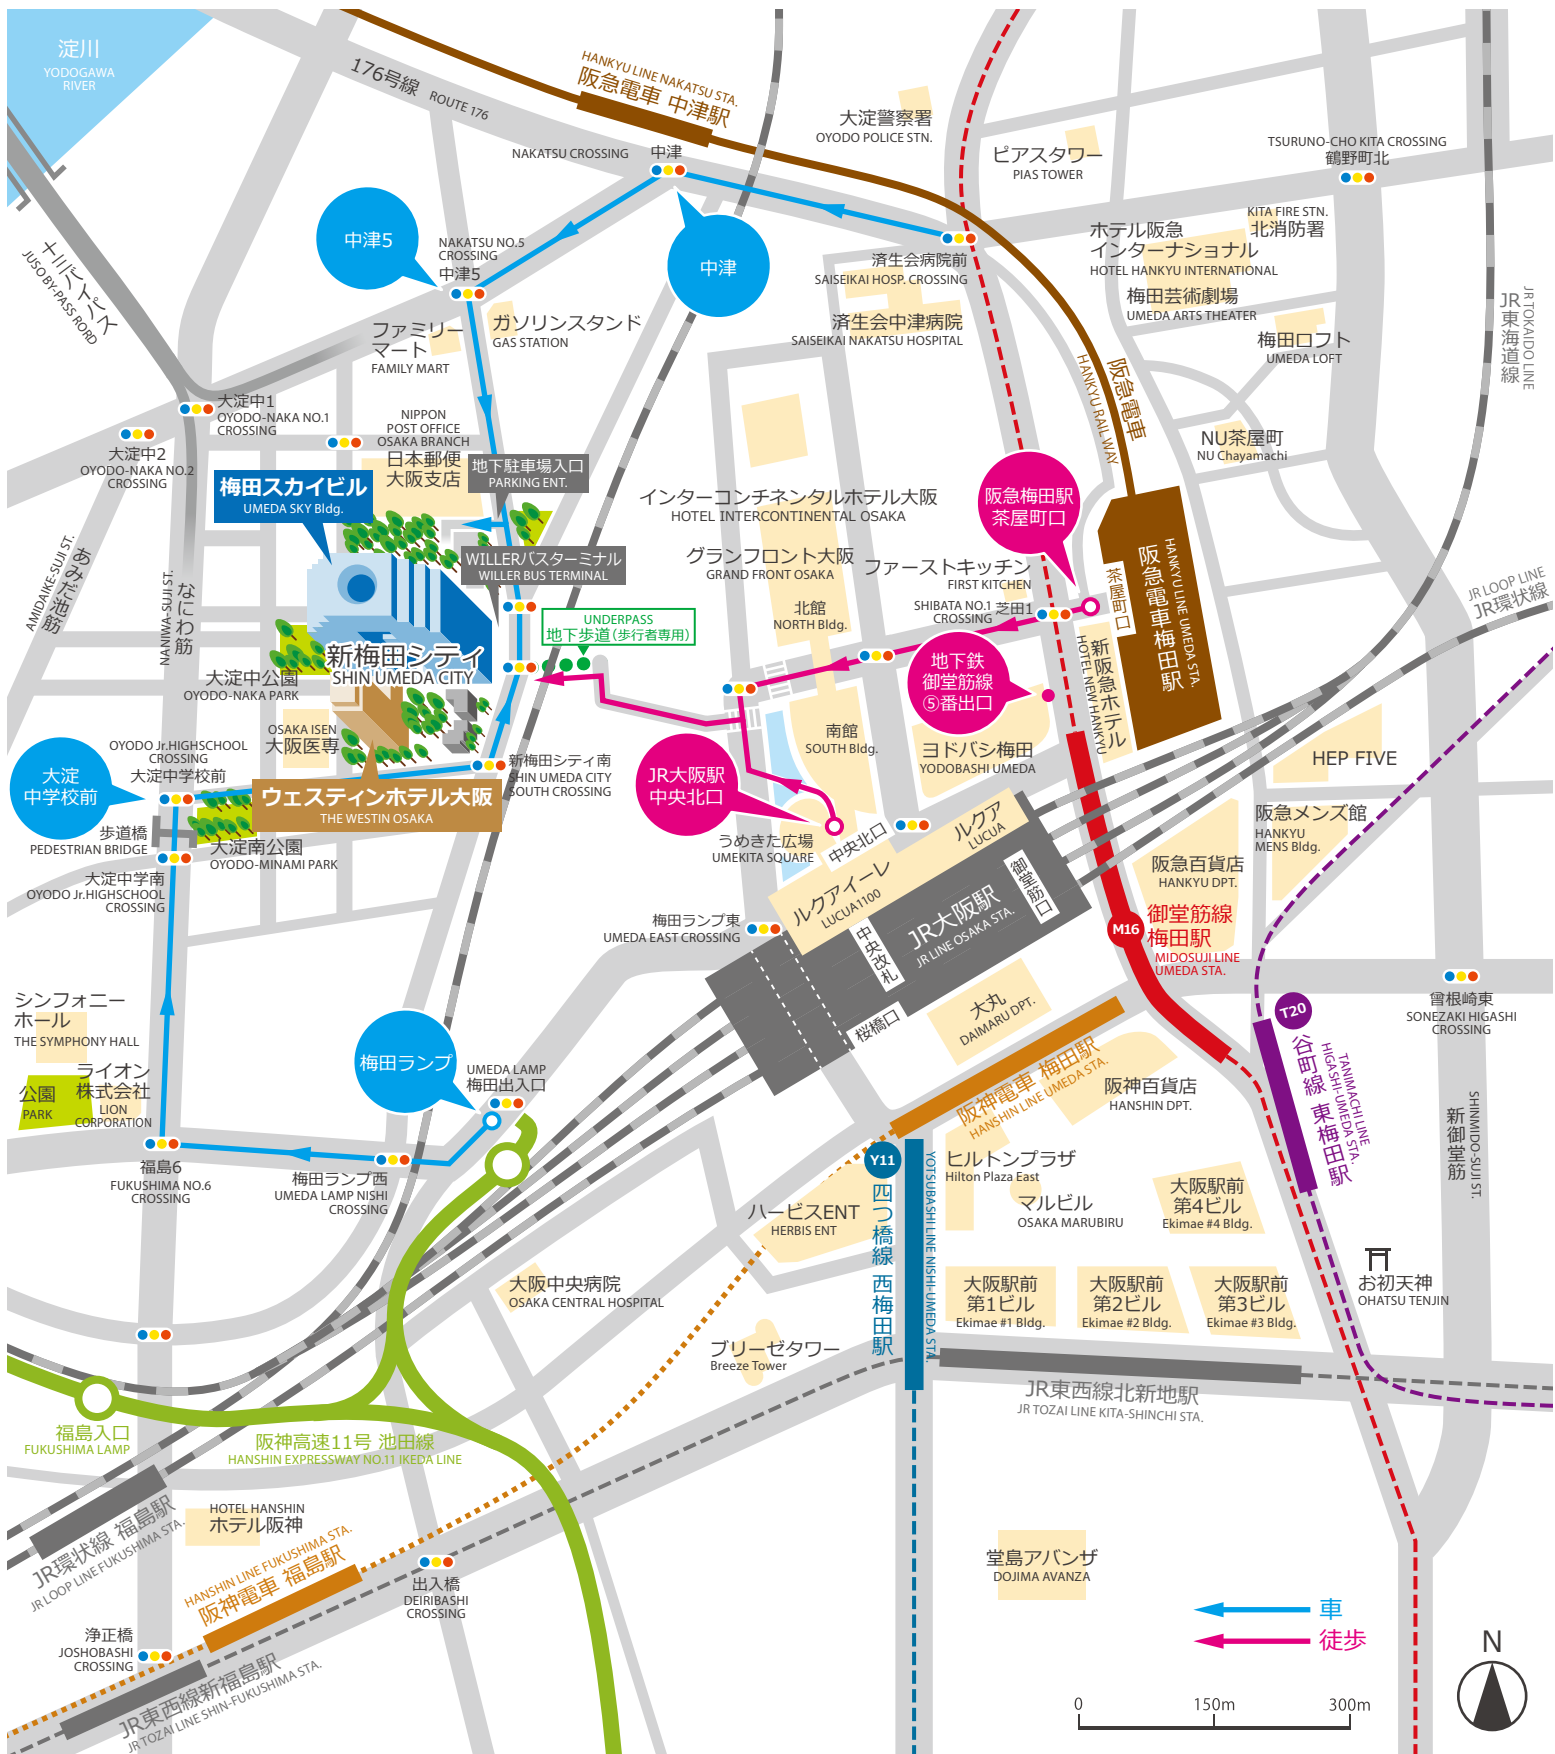 淀川
YODOGAWA
RIVER
176号線 ROUTE 176
HANKYU LINE NAKATSU STA.
阪急電車 中津駅
NAKATSU CROSSING
中津
大淀警察署
OYODO POLICE STN.
ピアスタワー
PIAS TOWER
TSURUNO-CHO KITA CROSSING
鶴野町北
KITA FIRE STN.
北消防署
ホテル阪急
インターナショナル
HOTEL HANKYU INTERNATIONAL
梅田芸術劇場
UMEDA ARTS THEATER
梅田ロフト
UMEDA LOFT
JR TOKAIDO LINE
JR東海道線
中津5
NAKATSU NO.5
CROSSING
中津5
中津
済生会病院前
SAISEIKAI HOSP. CROSSING
済生会中津病院
SAISEIKAI NAKATSU HOSPITAL
十三バイパス
JUSO BY-PASS RORD
ファミリー
マート
FAMILY MART
ガソリンスタンド
GAS STATION
阪急電車
HANKYU RAIL WAY
大淀中1
OYODO-NAKA NO.1
CROSSING
大淀中2
OYODO-NAKA NO.2
CROSSING
NIPPON
POST OFFICE
OSAKA BRANCH
日本郵便
大阪支店
地下駐車場入口
PARKING ENT.
NU茶屋町
NU Chayamachi
梅田スカイビル
UMEDA SKY Bldg.
インターコンチネンタルホテル大阪
HOTEL INTERCONTINENTAL OSAKA
阪急梅田駅
茶屋町口
あみだ池筋
AMIDAIKE-SUJI ST.
なにわ筋
NANIWA-SUJI ST.
WILLERバスターミナル
WILLER BUS TERMINAL
グランフロント大阪
GRAND FRONT OSAKA
ファーストキッチン
FIRST KITCHEN
茶屋町口
HANKYU LINE UMEDA STA.
阪急電車梅田駅
JR LOOP LINE
JR環状線
北館
NORTH Bldg.
SHIBATA NO.1
CROSSING
芝田1
UNDERPASS
地下歩道(歩行者専用)
新梅田シティ
SHIN UMEDA CITY
大淀中公園
OYODO-NAKA PARK
地下鉄
御堂筋線
⑤番出口
新阪急ホテル
HOTEL NEW HANKYU
OSAKA ISEN
大阪医専
南館
SOUTH Bldg.
ヨドバシ梅田
YODOBASHI UMEDA
HEP FIVE
OYODO Jr.HIGHSCHOOL
CROSSING
大淀中学校前
大淀
中学校前
新梅田シティ南
SHIN UMEDA CITY
SOUTH CROSSING
JR大阪駅
中央北口
ウェスティンホテル大阪
THE WESTIN OSAKA
歩道橋
PEDESTRIAN BRIDGE
大淀南公園
OYODO-MINAMI PARK
うめきた広場
UMEKITA SQUARE
中央北口
ルクア
LUCUA
ルクアイーレ
LUCUA1100
阪急メンズ館
HANKYU
MENS Bldg.
阪急百貨店
HANKYU DPT.
大淀中学南
OYODO Jr.HIGHSCHOOL
CROSSING
梅田ランプ東
UMEDA EAST CROSSING
御堂筋口
JR大阪駅
JR LINE OSAKA STA.
中央改札
桜橋口
M16
御堂筋線
梅田駅
MIDOSUJI LINE
UMEDA STA.
シンフォニー
ホール
THE SYMPHONY HALL
大丸
DAIMARU DPT.
曾根崎東
SONEZAKI HIGASHI
CROSSING
T20
谷町線 東梅田駅
TANIMACHI LINE
HIGASHI-UMEDA STA.
梅田ランプ
UMEDA LAMP
梅田出入口
ライオン
株式会社
LION
CORPORATION
公園
PARK
阪神電車 梅田駅
HANSHIN LINE UMEDA STA.
阪神百貨店
HANSHIN DPT.
新御堂筋
SHINMIDO-SUJI ST.
福島6
FUKUSHIMA NO.6
CROSSING
梅田ランプ西
UMEDA LAMP NISHI
CROSSING
Y11
四つ橋線 西梅田駅
YOTSUBASHI LINE NISHI-UMEDA STA.
ヒルトンプラザ
Hilton Plaza East
マルビル
OSAKA MARUBIRU
大阪駅前
第4ビル
Ekimae #4 Bldg.
ハービスENT
HERBIS ENT
大阪中央病院
OSAKA CENTRAL HOSPITAL
大阪駅前
第1ビル
Ekimae #1 Bldg.
大阪駅前
第2ビル
Ekimae #2 Bldg.
大阪駅前
第3ビル
Ekimae #3 Bldg.
お初天神
OHATSU TENJIN
ブリーゼタワー
Breeze Tower
JR東西線北新地駅
JR TOZAI LINE KITA-SHINCHI STA.
福島入口
FUKUSHIMA LAMP
阪神高速11号 池田線
HANSHIN EXPRESSWAY NO.11 IKEDA LINE
JR環状線 福島駅
JR LOOP LINE FUKUSHIMA STA.
HOTEL HANSHIN
ホテル阪神
HANSHIN LINE FUKUSHIMA STA.
阪神電車 福島駅
出入橋
DEIRIBASHI
CROSSING
堂島アバンザ
DOJIMA AVANZA
浄正橋
JOSHOBASHI
CROSSING
JR東西線新福島駅
JR TOZAI LINE SHIN-FUKUSHIMA STA.
車
徒歩
N
0 150m 300m